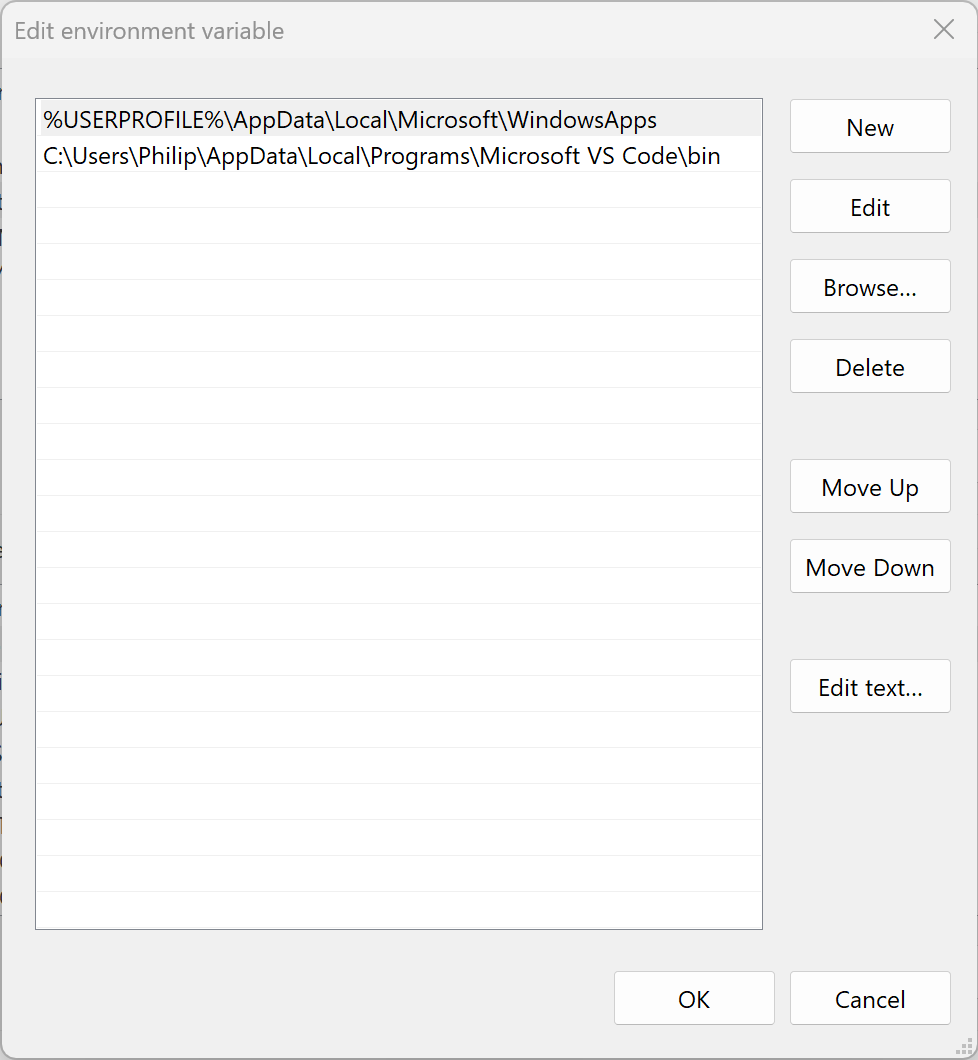 Edit environment variable
%USERPROFILE%\AppData\Local\Microsoft\WindowsApps
C:\Users\Philip\AppData\Local\Programs\Microsoft VS Code\bin
New
Edit
Browse...
Delete
Move Up
Move Down
Edit text...
OK
Cancel